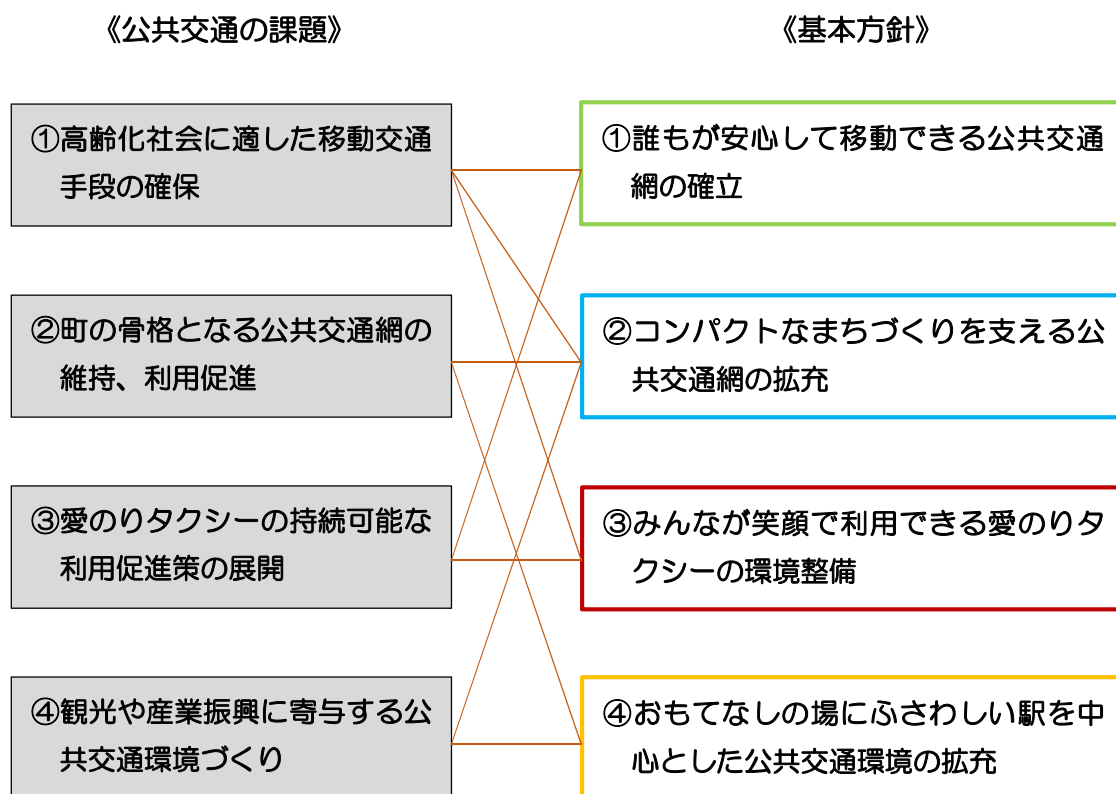 《公共交通の課題》
《基本方針》
①高齢化社会に適した移動交通
手段の確保
①誰もが安心して移動できる公共交通
網の確立
②町の骨格となる公共交通網の
維持、利用促進
②コンパクトなまちづくりを支える公
共交通網の拡充
③愛のりタクシーの持続可能な
利用促進策の展開
③みんなが笑顔で利用できる愛のりタ
クシーの環境整備
④観光や産業振興に寄与する公
共交通環境づくり
④おもてなしの場にふさわしい駅を中
心とした公共交通環境の拡充